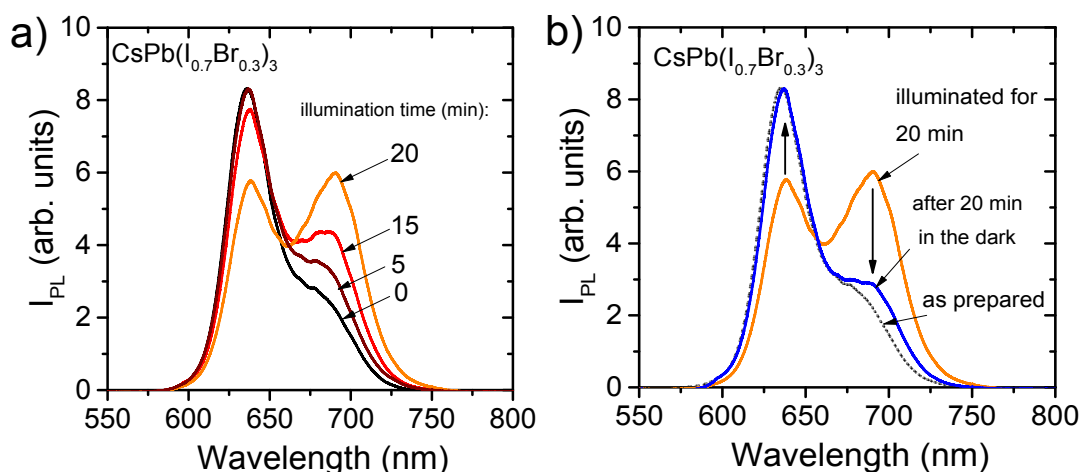 a)
CsPb(I0.7Br0.3)3
illumination time (min):
20
15
5
0
8
6
4
2
0
IPL (arb. units)
550 600 650 700 750 800
Wavelength (nm)
b)
CsPb(I0.7Br0.3)3
illuminated for
20 min
after 20 min
in the dark
as prepared
8
6
4
2
0
IPL (arb. units)
550 600 650 700 750 800
Wavelength (nm)